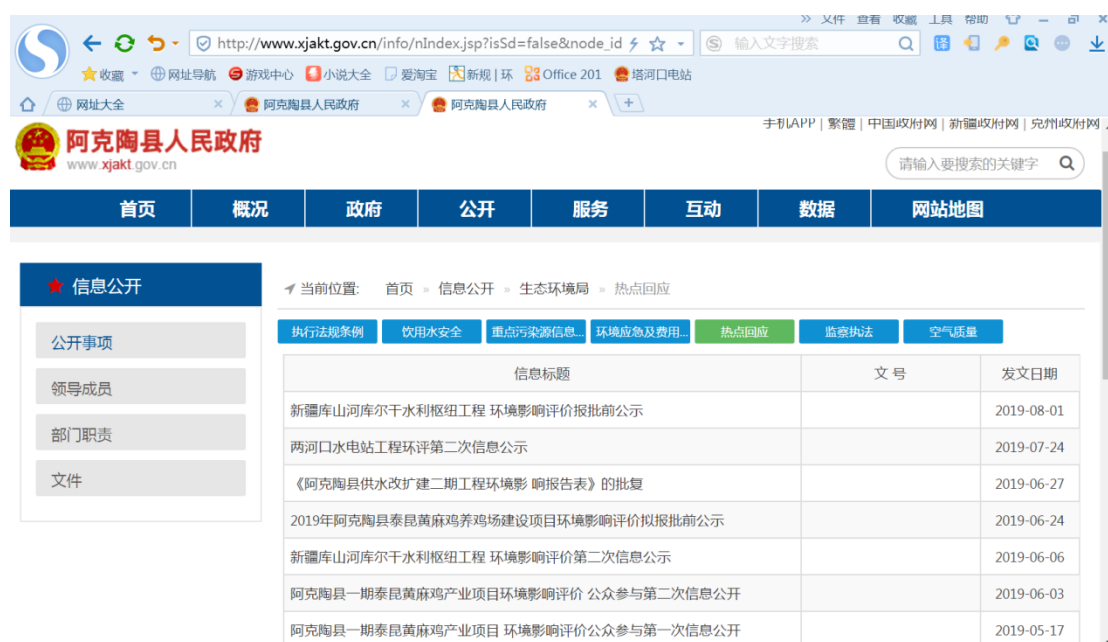 文件 查看 收藏 工具 帮助
http://www.xjakt.gov.cn/info/nIndex.jsp?isSd=false&node_id 输入文字搜索 译
收藏 网址导航 游戏中心 小说大全 爱淘宝 新规|环 Office 201 塔河口电站
网址大全 阿克陶县人民政府 阿克陶县人民政府
手机APP | 繁體 | 中国政府网 | 新疆政府网 | 克州政府网
阿克陶县人民政府
www.xjakt.gov.cn
请输入要搜索的关键字
首页 概况 政府 公开 服务 互动 数据 网站地图
信息公开
当前位置: 首页 » 信息公开 » 生态环境局 » 热点回应
执行法规条例 饮用水安全 重点污染源信息... 环境应急及费用... 热点回应 监察执法 空气质量
公开事项
领导成员
部门职责
文件
信息标题 文 号 发文日期
新疆库山河库尔干水利枢纽工程 环境影响评价报批前公示 2019-08-01
两河口水电站工程环评第二次信息公示 2019-07-24
《阿克陶县供水改扩建二期工程环境影 响报告表》的批复 2019-06-27
2019年阿克陶县泰昆黄麻鸡养鸡场建设项目环境影响评价拟报批前公示 2019-06-24
新疆库山河库尔干水利枢纽工程 环境影响评价第二次信息公示 2019-06-06
阿克陶县一期泰昆黄麻鸡产业项目环境影响评价 公众参与第二次信息公开 2019-06-03
阿克陶县一期泰昆黄麻鸡产业项目 环境影响评价公众参与第一次信息公开 2019-05-17